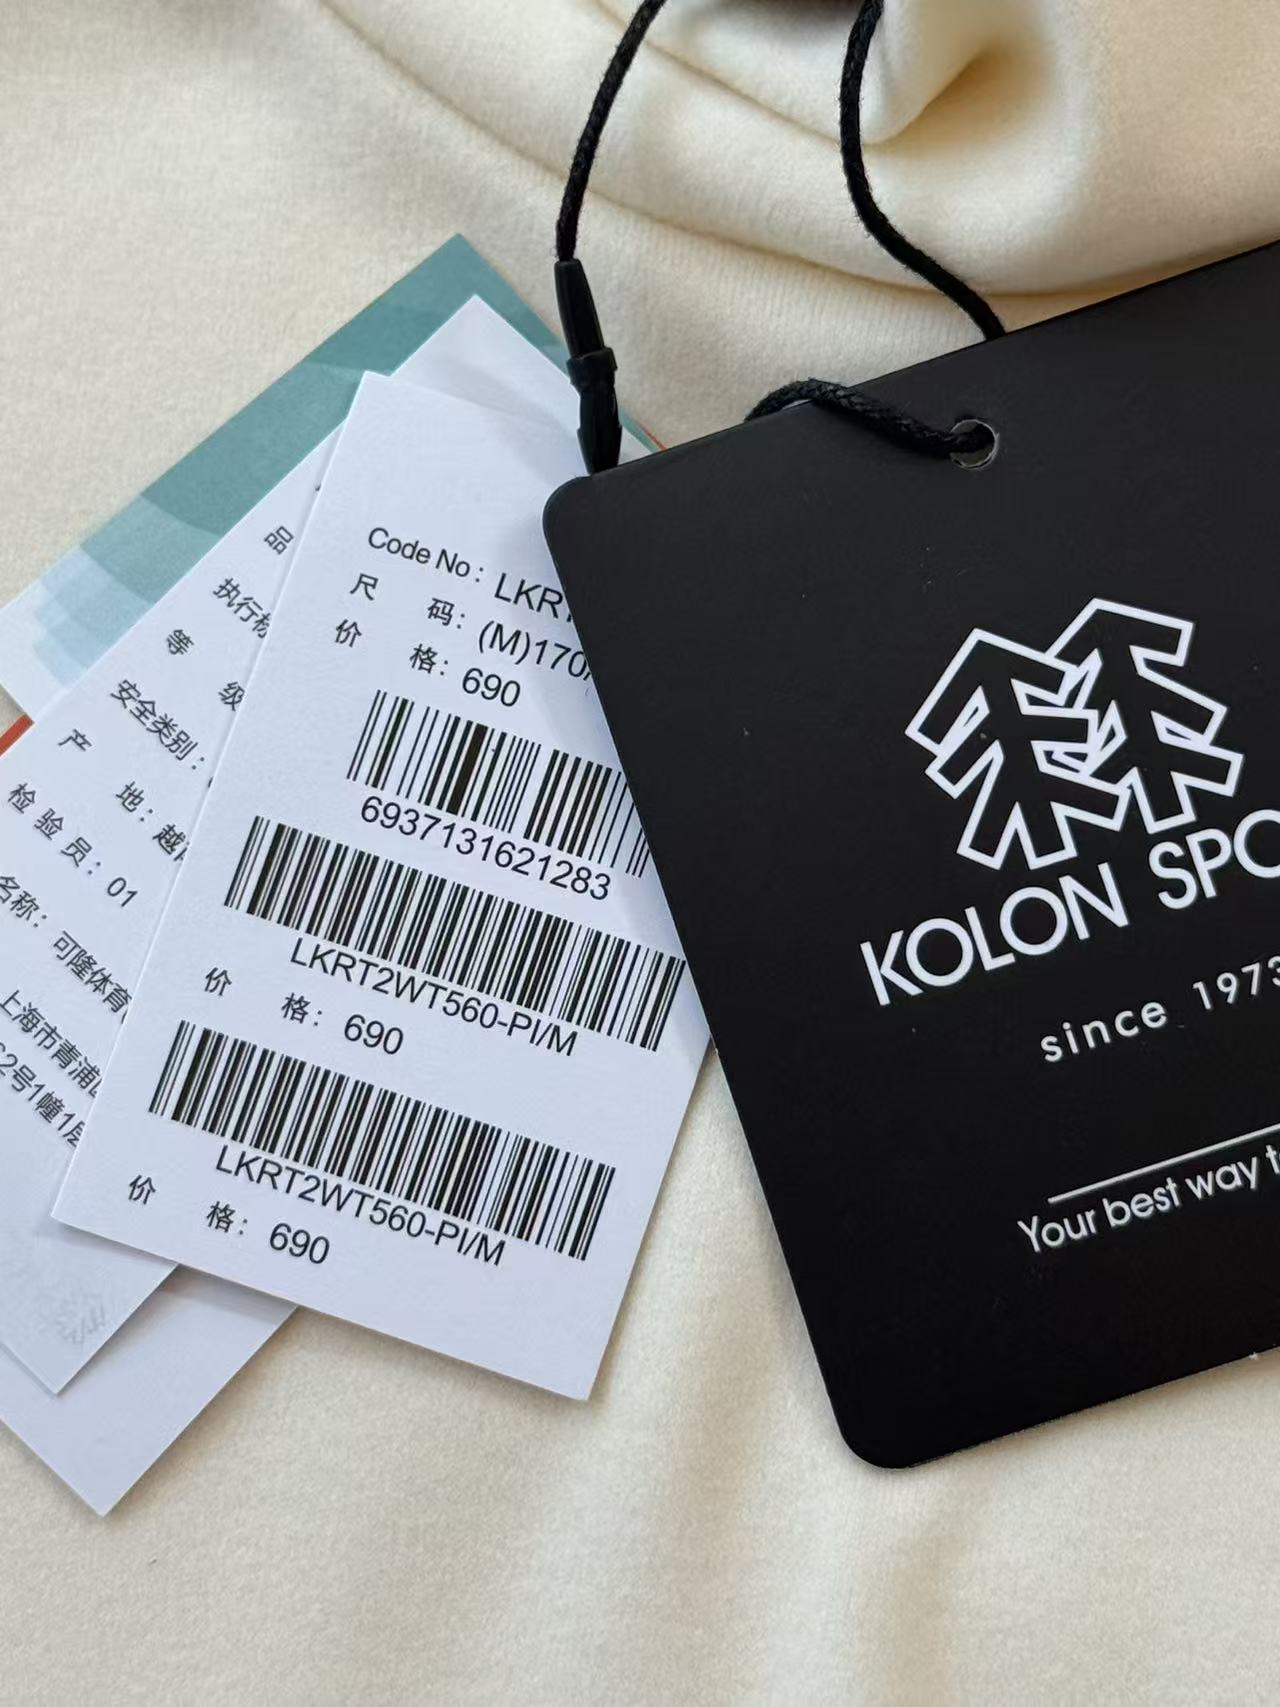 Code No: LKRT
尺 码: (M)170
价 格: 690
6937131621283
LKRT2WT560-PI/M
价 格: 690
LKRT2WT560-PI/M
价 格: 690
品
执行标
等 级
安全类别:
产 地: 越
检 验 员: 01
名称: 可隆体育
上海市青浦
2号1幢1层
KOLON SPO
since 1973
Your best way to